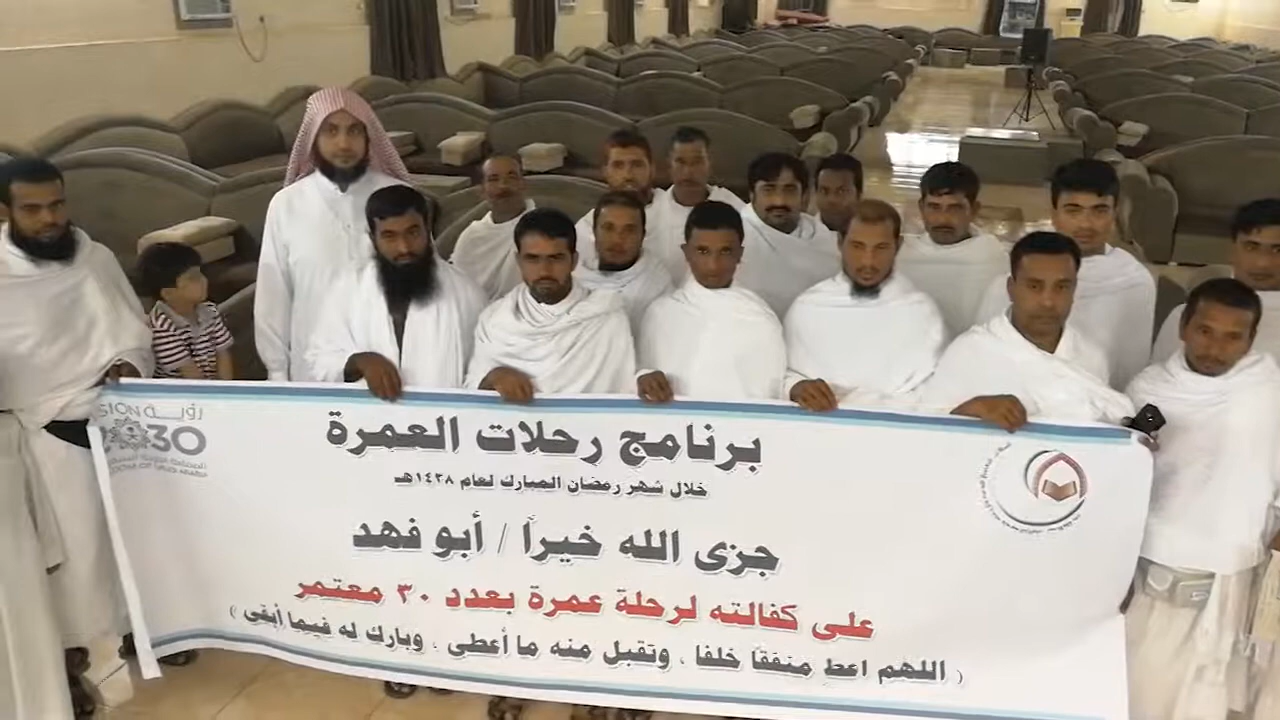 رؤية VISION
2030
برنامج رحلات العمرة
خلال شهر رمضان المبارك لعام ١٤٣٨هـ
جزى الله خيراً / أبو فهد
على كفالته لرحلة عمرة بعدد ٣٠ معتمر
( اللهم اعط منفقا خلفا ، وتقبل منه ما أعطى ، وبارك له فيما أبقى )